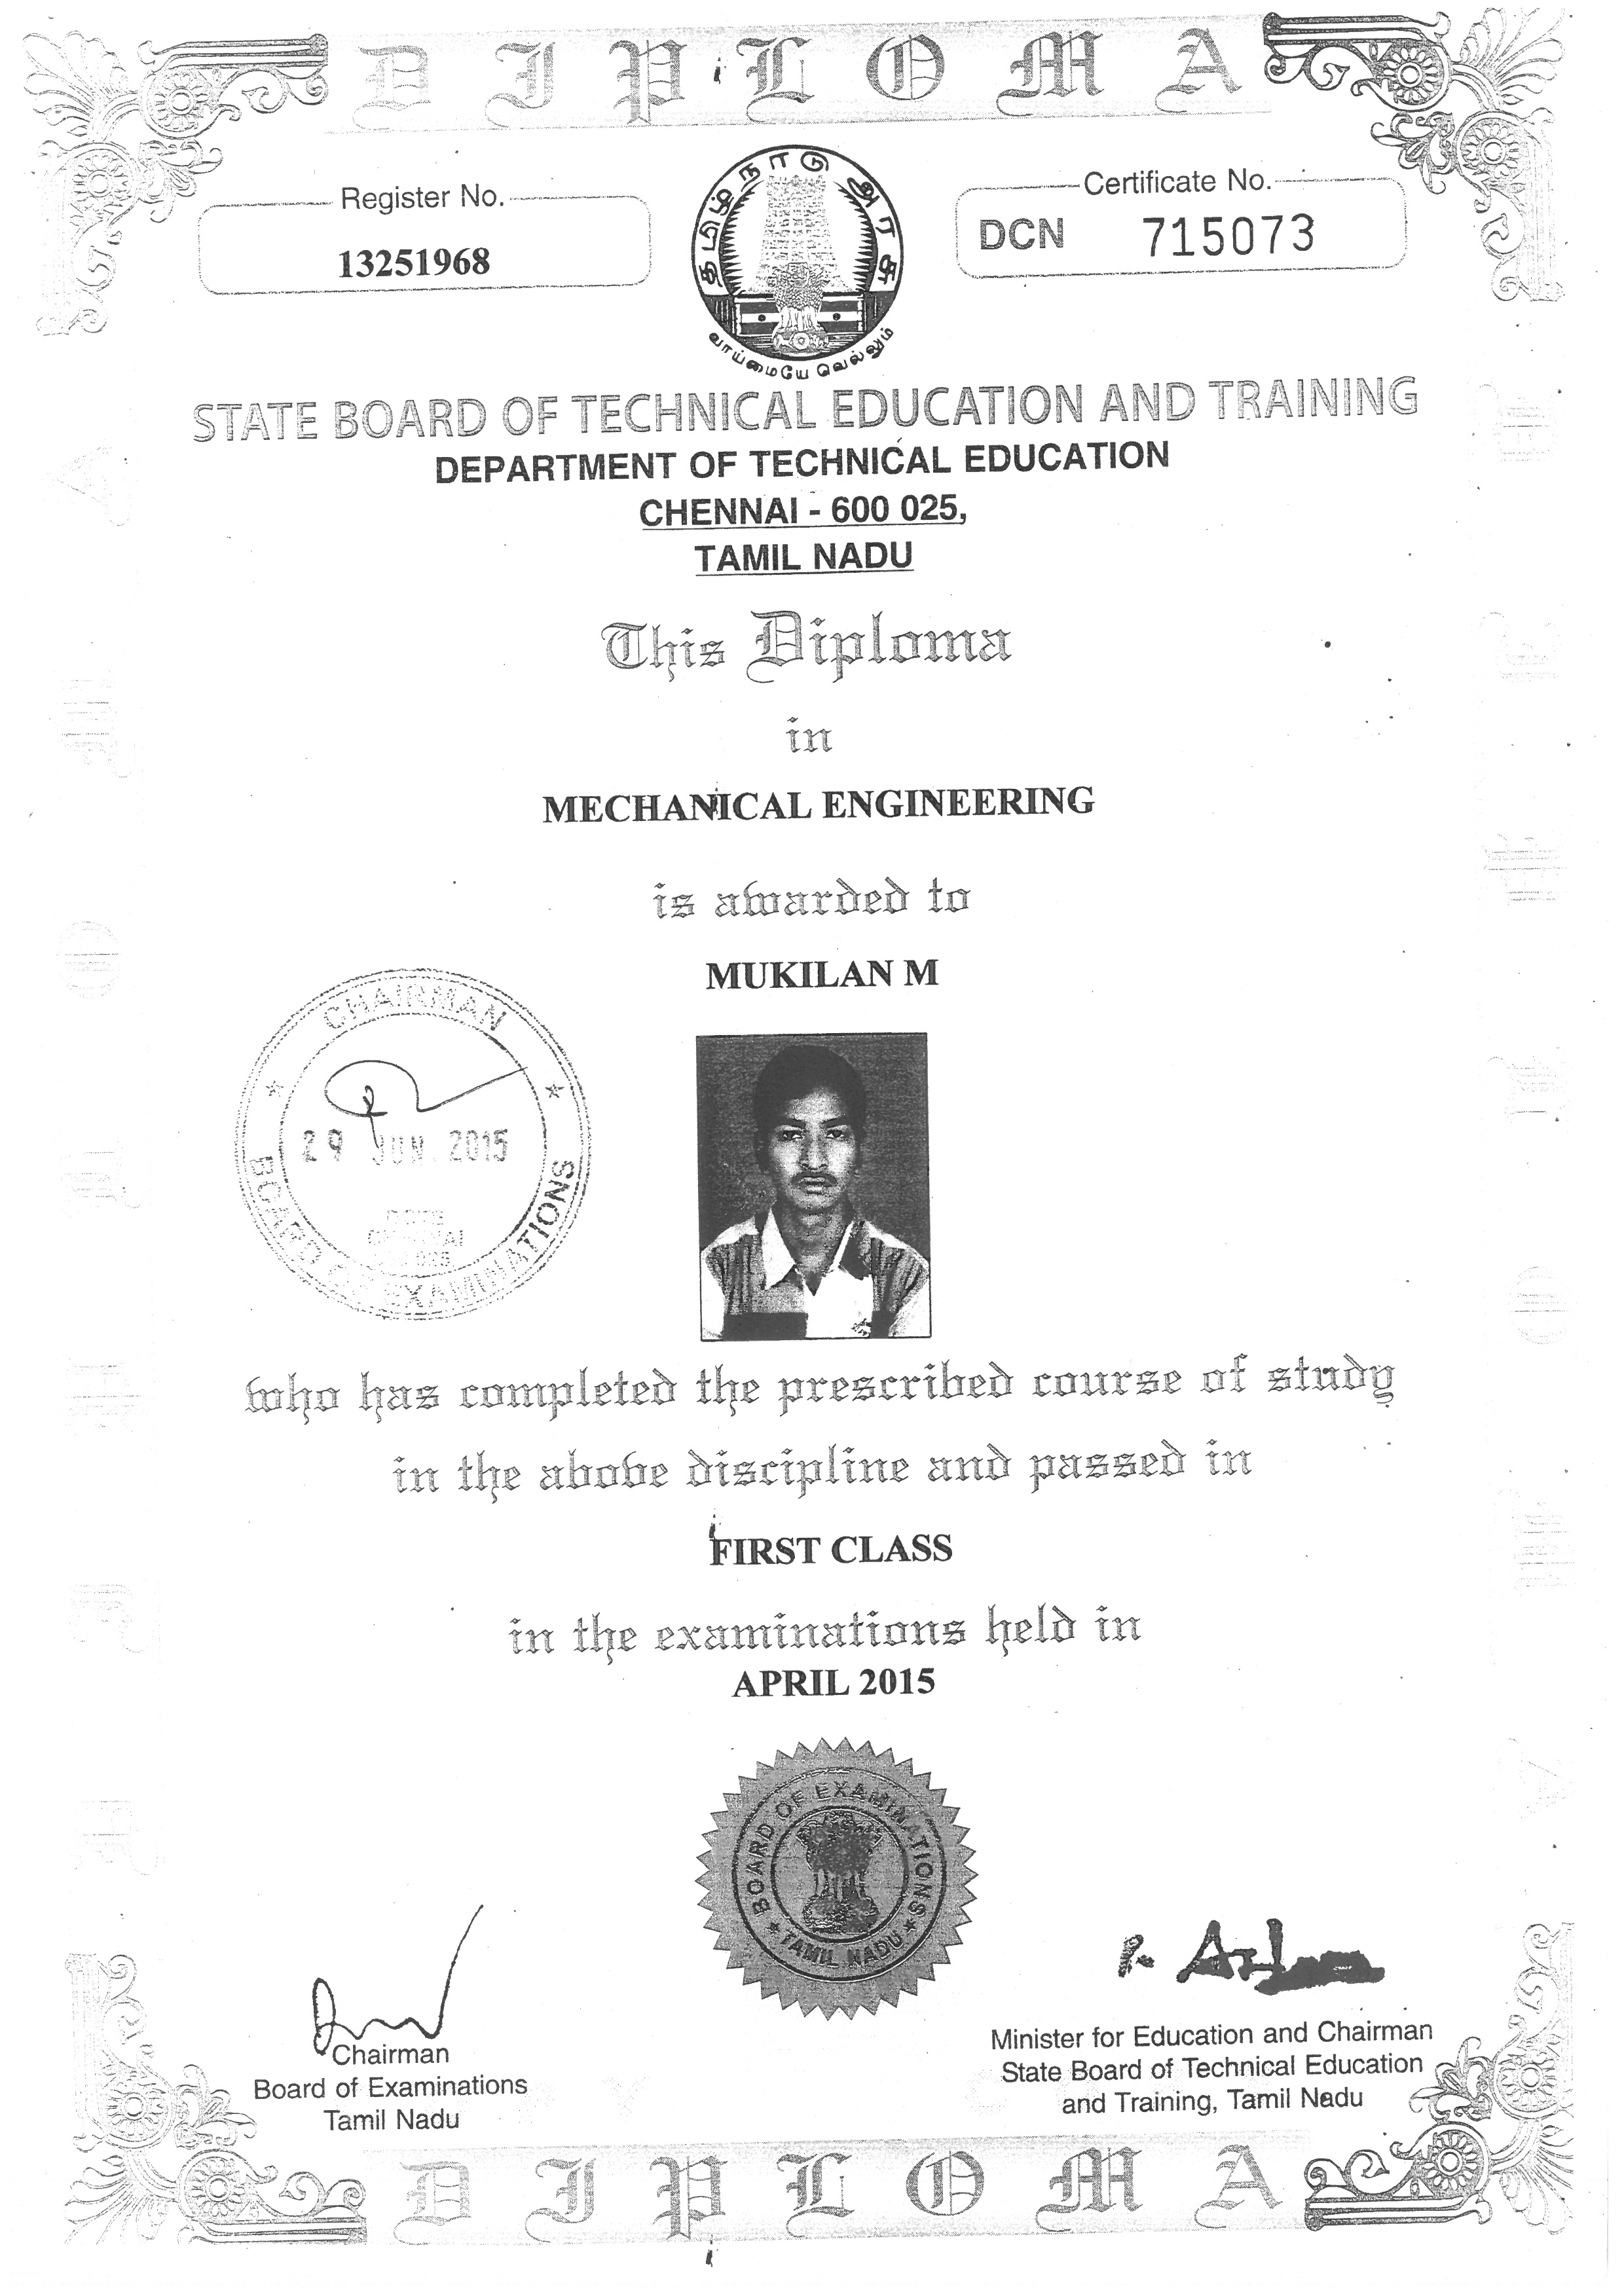 DIPLOMA
Register No.
13251968
தமிழ்நாடு அரசு
வாய்மையே வெல்லும்
Certificate No.
DCN 715073
STATE BOARD OF TECHNICAL EDUCATION AND TRAINING
DEPARTMENT OF TECHNICAL EDUCATION
CHENNAI - 600 025,
TAMIL NADU
This Diploma
in
MECHANICAL ENGINEERING
is awarded to
MUKILAN M
CHAIRMAN
29 JUN. 2015
BOARD OF EXAMINATIONS
who has completed the prescribed course of study
in the above discipline and passed in
FIRST CLASS
in the examinations held in
APRIL 2015
BOARD OF EXAMINATIONS
TAMIL NADU
Chairman
Board of Examinations
Tamil Nadu
Minister for Education and Chairman
State Board of Technical Education
and Training, Tamil Nadu
DIPLOMA